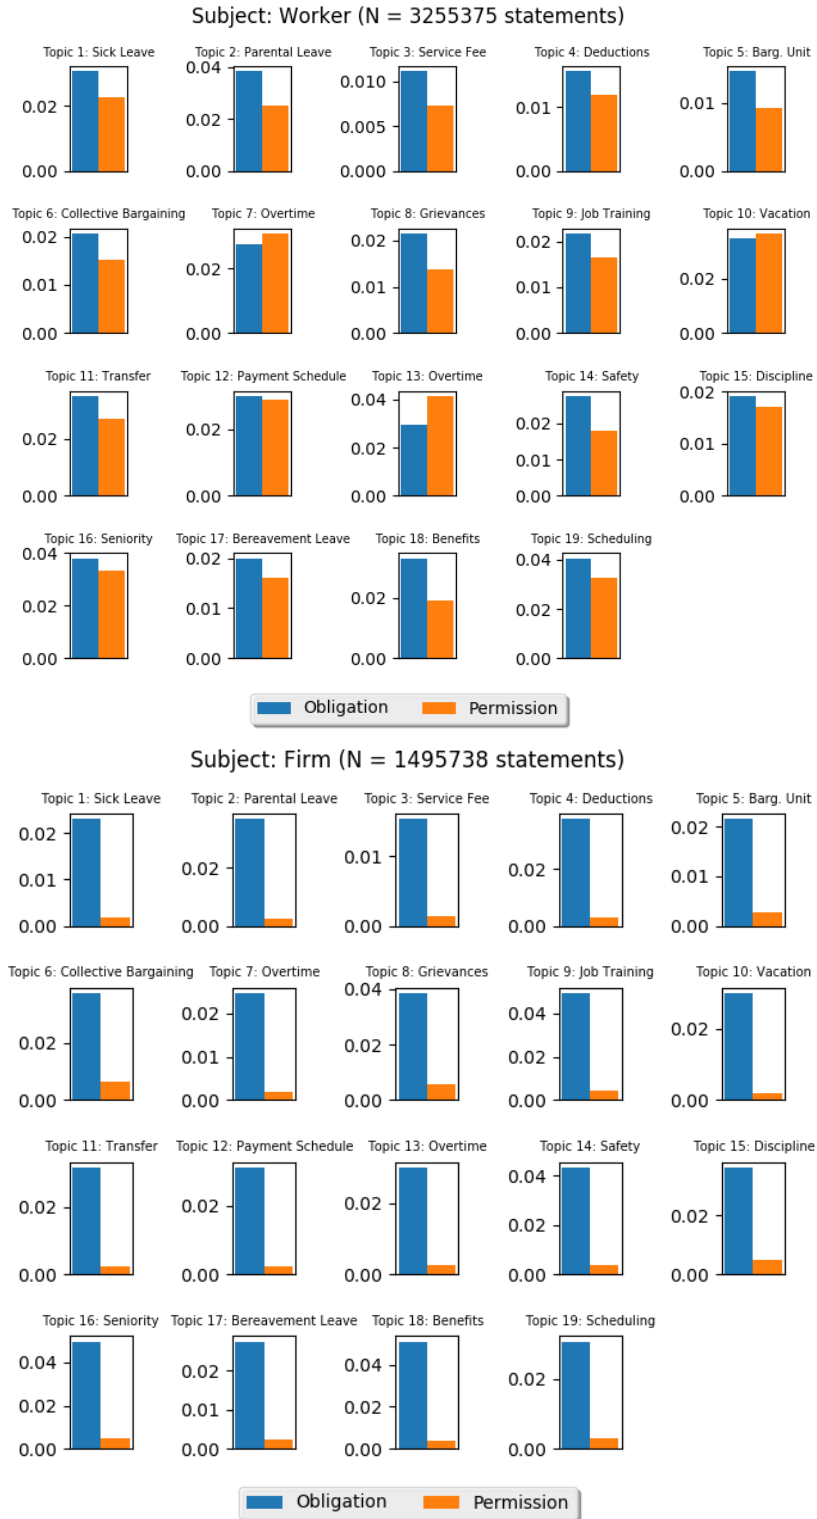 Subject: Worker (N = 3255375 statements)
Topic 1: Sick Leave
0.02
0.00
Topic 2: Parental Leave
0.04
0.02
0.00
Topic 3: Service Fee
0.010
0.005
0.000
Topic 4: Deductions
0.01
0.00
Topic 5: Barg. Unit
0.01
0.00
Topic 6: Collective Bargaining
0.02
0.01
0.00
Topic 7: Overtime
0.02
0.00
Topic 8: Grievances
0.02
0.01
0.00
Topic 9: Job Training
0.02
0.01
0.00
Topic 10: Vacation
0.02
0.00
Topic 11: Transfer
0.02
0.00
Topic 12: Payment Schedule
0.02
0.00
Topic 13: Overtime
0.04
0.02
0.00
Topic 14: Safety
0.02
0.01
0.00
Topic 15: Discipline
0.02
0.01
0.00
Topic 16: Seniority
0.04
0.02
0.00
Topic 17: Bereavement Leave
0.02
0.01
0.00
Topic 18: Benefits
0.02
0.00
Topic 19: Scheduling
0.04
0.02
0.00
Obligation
Permission
Subject: Firm (N = 1495738 statements)
Topic 1: Sick Leave
0.02
0.01
0.00
Topic 2: Parental Leave
0.02
0.00
Topic 3: Service Fee
0.01
0.00
Topic 4: Deductions
0.02
0.00
Topic 5: Barg. Unit
0.02
0.01
0.00
Topic 6: Collective Bargaining
0.02
0.00
Topic 7: Overtime
0.02
0.01
0.00
Topic 8: Grievances
0.04
0.02
0.00
Topic 9: Job Training
0.04
0.02
0.00
Topic 10: Vacation
0.02
0.00
Topic 11: Transfer
0.02
0.00
Topic 12: Payment Schedule
0.02
0.00
Topic 13: Overtime
0.02
0.00
Topic 14: Safety
0.04
0.02
0.00
Topic 15: Discipline
0.02
0.00
Topic 16: Seniority
0.04
0.02
0.00
Topic 17: Bereavement Leave
0.02
0.01
0.00
Topic 18: Benefits
0.04
0.02
0.00
Topic 19: Scheduling
0.02
0.00
Obligation
Permission